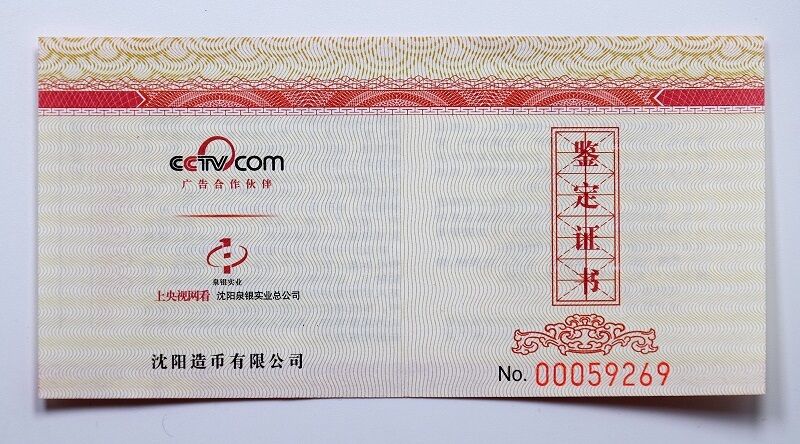 CCTV.com
广告合作伙伴
泉银实业
上央视网看 沈阳泉银实业总公司
沈阳造币有限公司
鉴定证书
No. 00059269